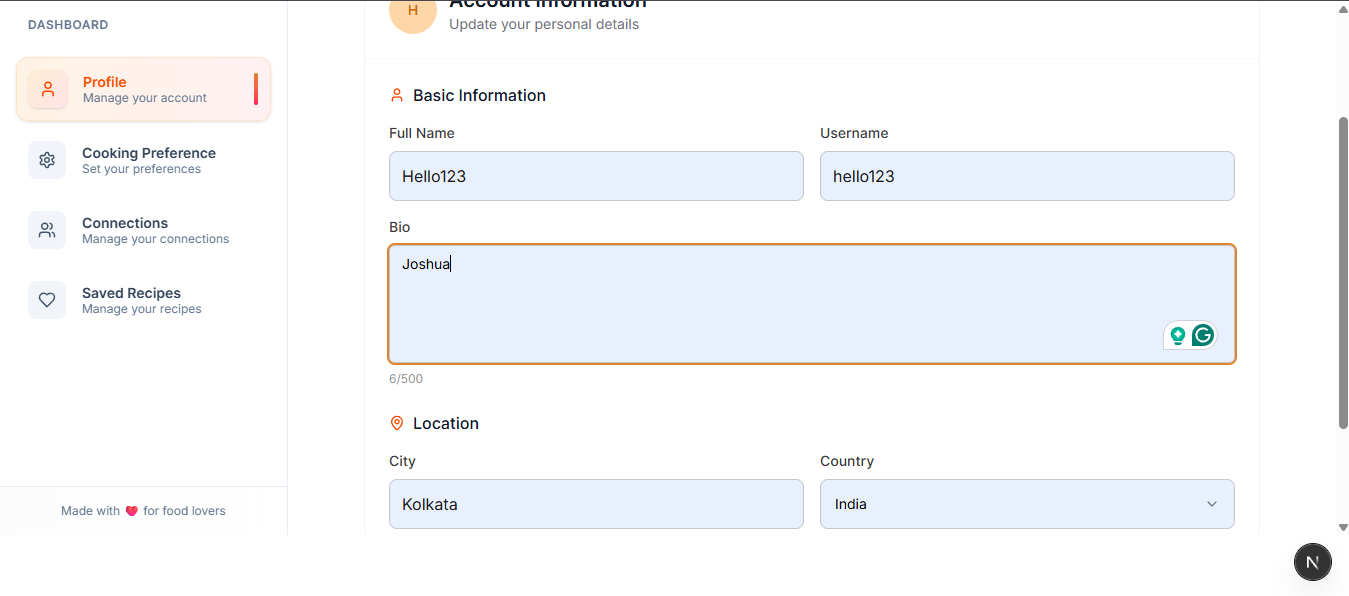 DASHBOARD
H
Account Information
Update your personal details
Profile
Manage your account
Cooking Preference
Set your preferences
Connections
Manage your connections
Saved Recipes
Manage your recipes
Made with ❤ for food lovers
Basic Information
Full Name
Username
Hello123
hello123
Bio
Joshua
G
6/500
Location
City
Country
Kolkata
India
N